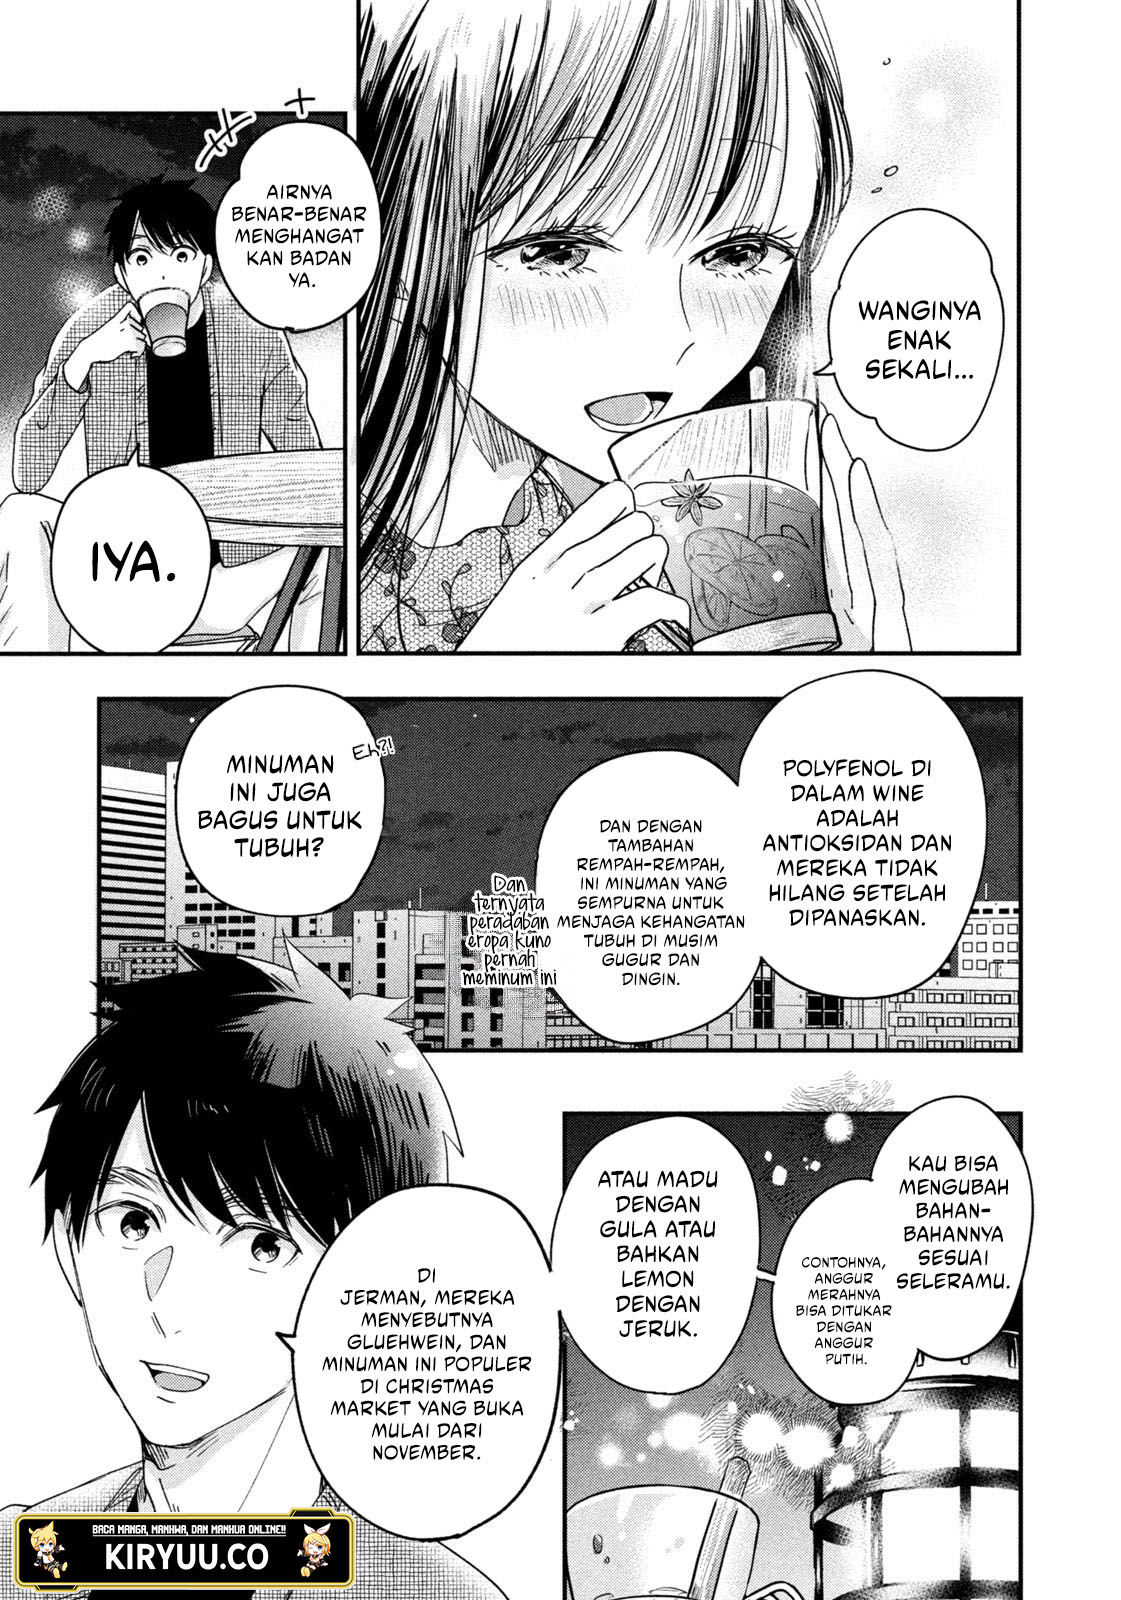 WANGINYA
ENAK
SEKALI...
AIRNYA
BENAR-BENAR
MENGHANGAT
KAN BADAN
YA.
IYA.
POLYFENOL DI
DALAM WINE
ADALAH
ANTIOKSIDAN DAN
MEREKA TIDAK
HILANG SETELAH
DIPANASKAN.
DAN DENGAN
TAMBAHAN
REMPAH-REMPAH,
INI MINUMAN YANG
SEMPURNA UNTUK
MENJAGA KEHANGATAN
TUBUH DI MUSIM
GUGUR DAN
DINGIN.
Dan
ternyata
peradaban
eropa kuno
pernah
meminum ini
Eh?!
MINUMAN
INI JUGA
BAGUS UNTUK
TUBUH?
KAU BISA
MENGUBAH
BAHAN-
BAHANNYA
SESUAI
SELERAMU.
CONTOHNYA,
ANGGUR
MERAHNYA
BISA DITUKAR
DENGAN
ANGGUR
PUTIH.
ATAU MADU
DENGAN
GULA ATAU
BAHKAN
LEMON
DENGAN
JERUK.
DI
JERMAN, MEREKA
MENYEBUTNYA
GLUEHWEIN, DAN
MINUMAN INI POPULER
DI CHRISTMAS
MARKET YANG BUKA
MULAI DARI
NOVEMBER.
BACA MANGA, MANHWA, DAN MANHUA ONLINE!!
KIRYUU.CO